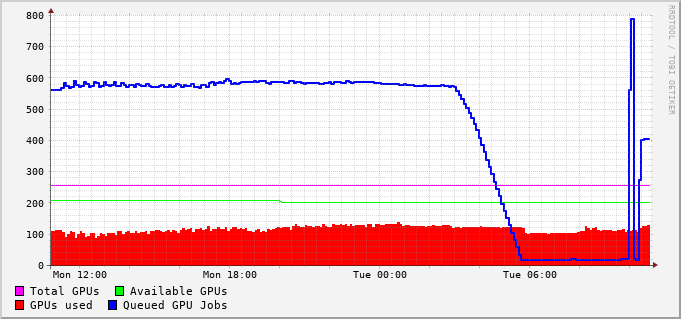 800
700
600
500
400
300
200
100
0
Mon 12:00 Mon 18:00 Tue 00:00 Tue 06:00
Total GPUs Available GPUs
GPUs used Queued GPU Jobs
RRDTOOL / TOBI OETIKER